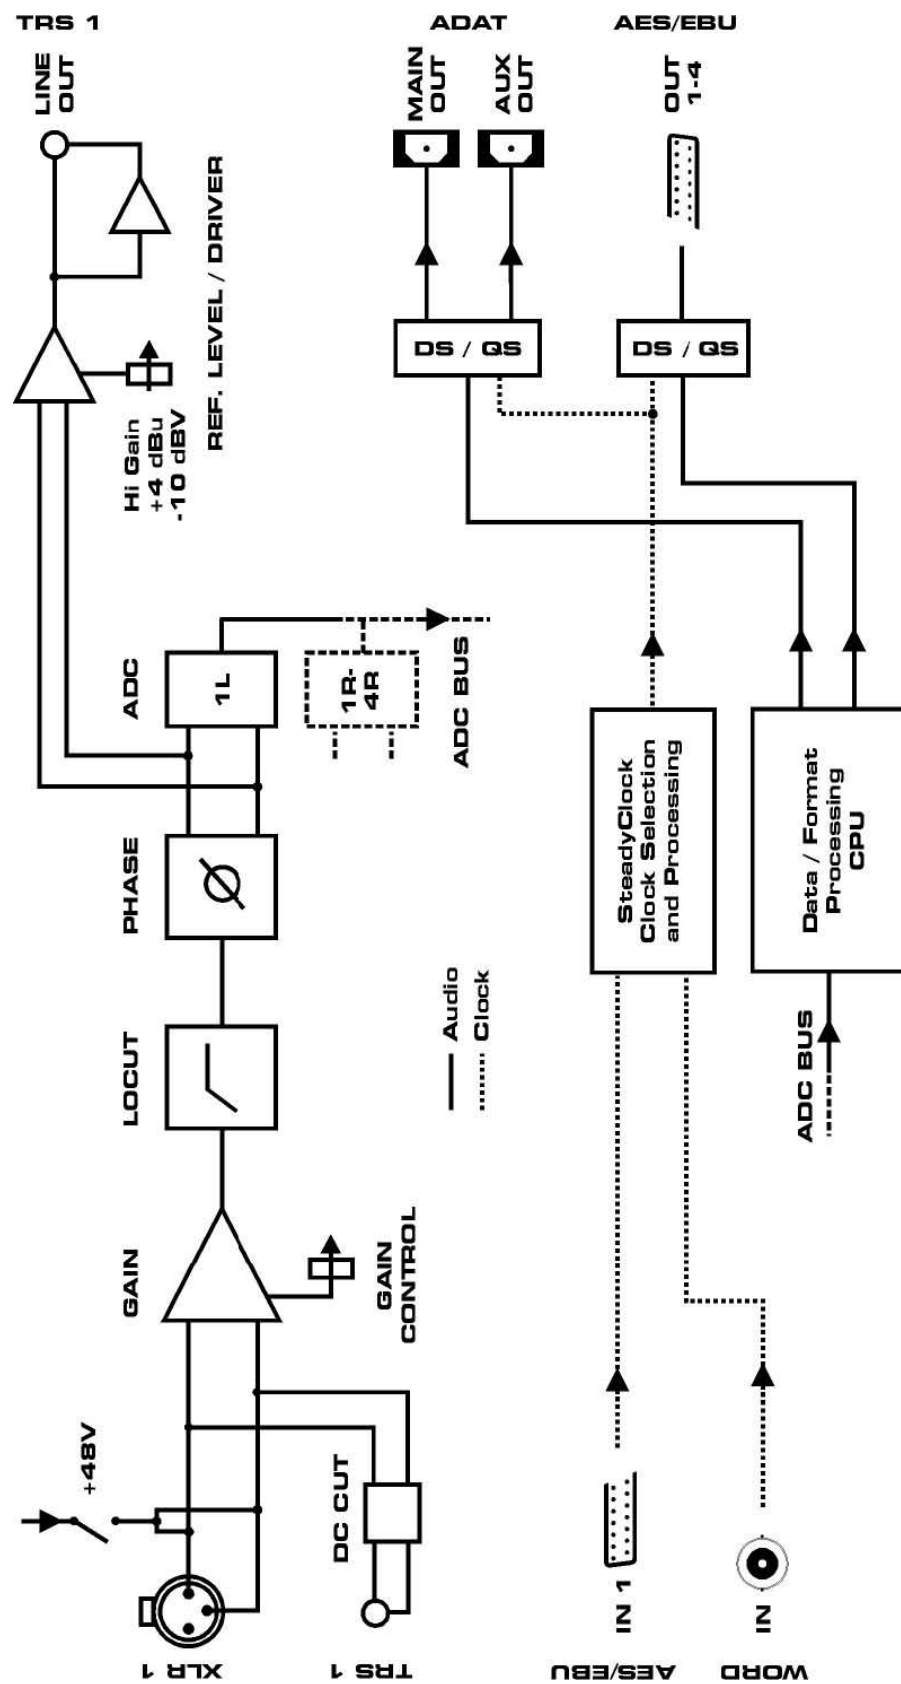 TRS 1
ADAT
AES/EBU
LINE
OUT
MAIN
OUT
AUX
OUT
OUT
1-4
REF. LEVEL / DRIVER
DS / QS
DS / QS
Hi Gain
+4 dBu
-10 dBV
ADC
1L
1R-
4R
ADC BUS
PHASE
SteadyClock
Clock Selection
and Processing
Data / Format
Processing
CPU
LOCUT
Audio
Clock
ADC BUS
GAIN
GAIN
CONTROL
+48V
DC CUT
IN 1
IN
XLR 1
TRS 1
AES/EBU
WORD